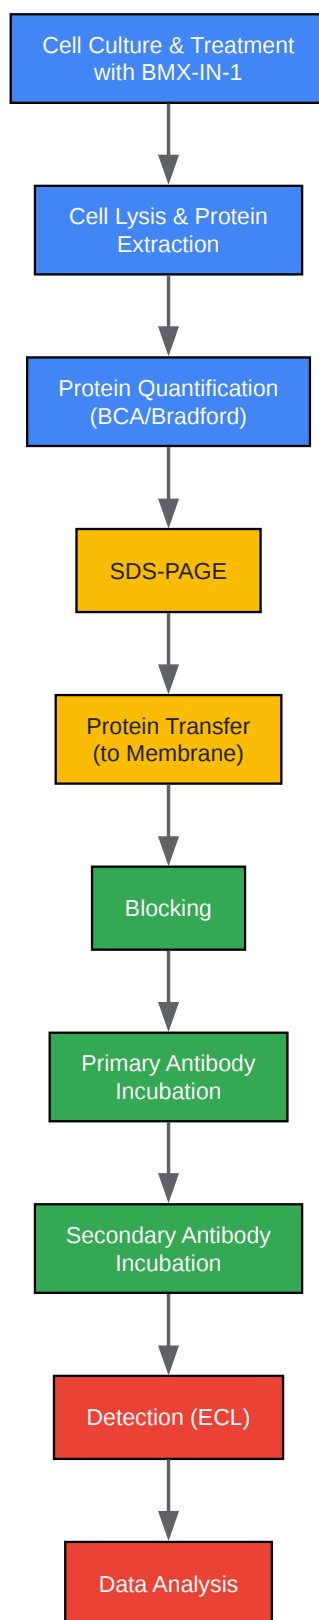 Cell Culture & Treatment
with BMX-IN-1
Cell Lysis & Protein
Extraction
Protein Quantification
(BCA/Bradford)
SDS-PAGE
Protein Transfer
(to Membrane)
Blocking
Primary Antibody
Incubation
Secondary Antibody
Incubation
Detection (ECL)
Data Analysis